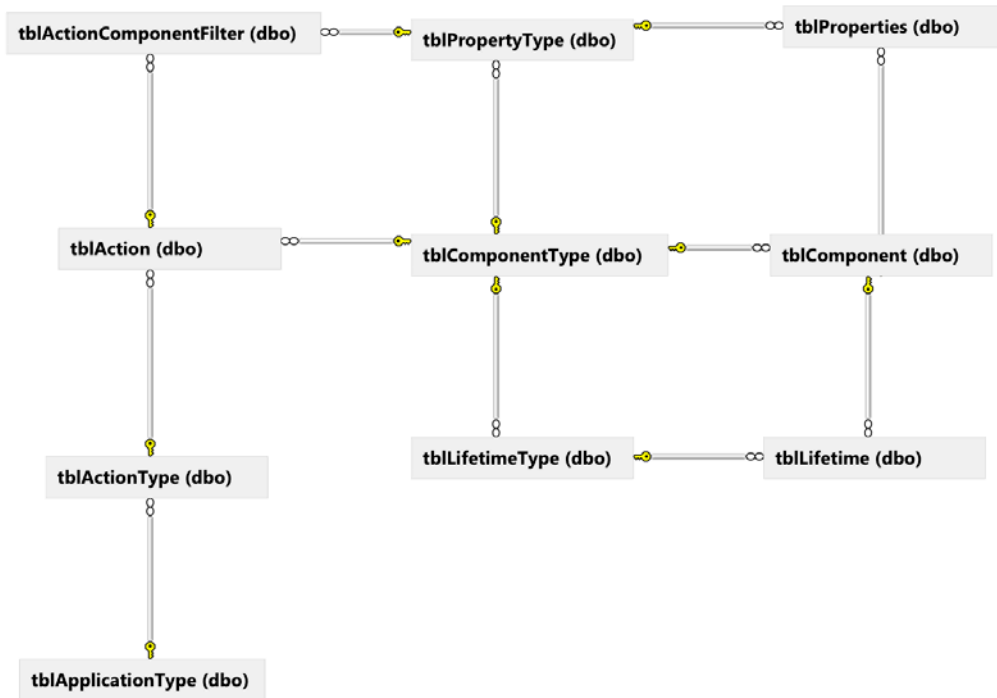 tblActionComponentFilter (dbo)
tblPropertyType (dbo)
tblProperties (dbo)
tblAction (dbo)
tblComponentType (dbo)
tblComponent (dbo)
tblLifetimeType (dbo)
tblLifetime (dbo)
tblActionType (dbo)
tblApplicationType (dbo)